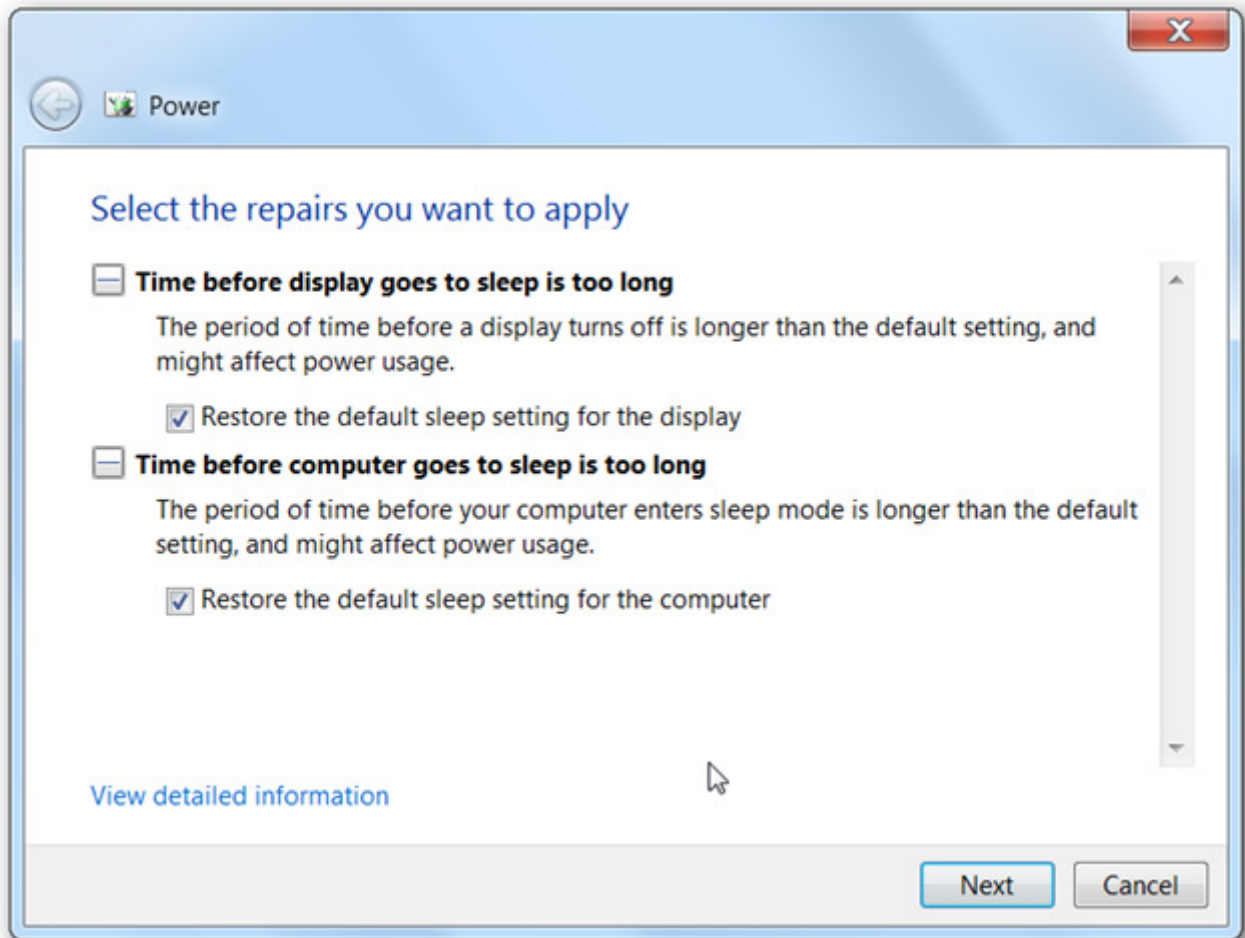 Power
Select the repairs you want to apply
Time before display goes to sleep is too long
The period of time before a display turns off is longer than the default setting, and
might affect power usage.
Restore the default sleep setting for the display
Time before computer goes to sleep is too long
The period of time before your computer enters sleep mode is longer than the default
setting, and might affect power usage.
Restore the default sleep setting for the computer
View detailed information
Next Cancel